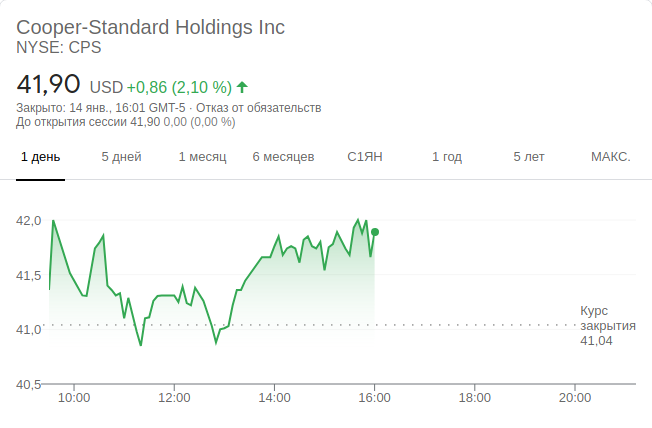 Cooper-Standard Holdings Inc
NYSE: CPS
41,90 USD +0,86 (2,10 %)
Закрыто: 14 янв., 16:01 GMT-5 · Отказ от обязательств
До открытия сессии 41,90 0,00 (0,00 %)
1 день 5 дней 1 месяц 6 месяцев С1ЯН 1 год 5 лет МАКС.
42,0
41,5
Курс
41,0 закрытия
41,04
40,5
10:00 12:00 14:00 16:00 18:00 20:00